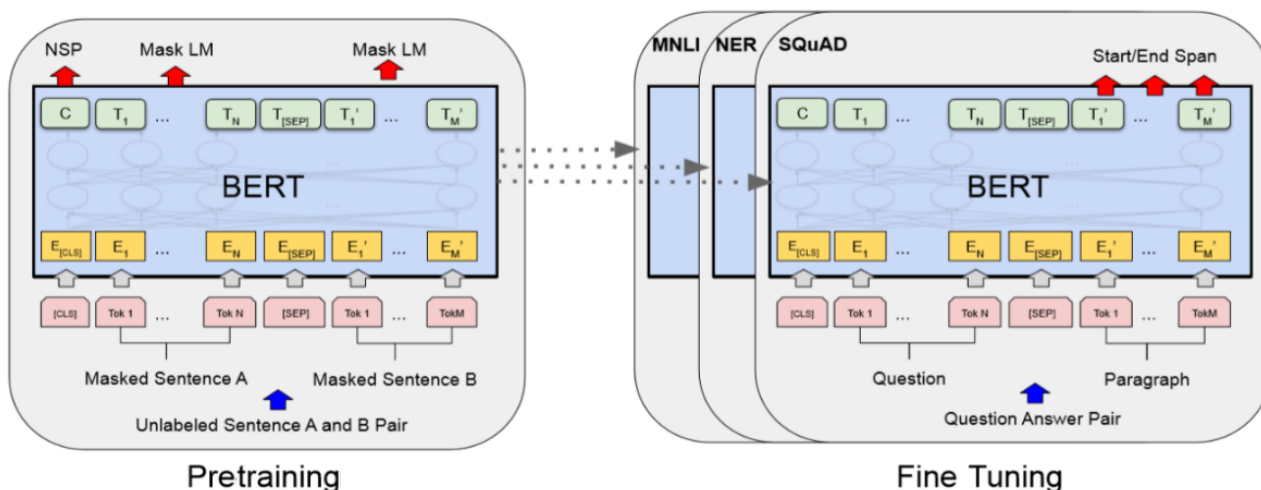 NSP Mask LM Mask LM
C T1 ... TN T[SEP] T1' ... TM'
BERT
E[CLS] E1 ... EN E[SEP] E1' ... EM'
[CLS] Tok 1 ... Tok N [SEP] Tok 1 ... TokM
Masked Sentence A Masked Sentence B
Unlabeled Sentence A and B Pair
Pretraining
MNLI NER SQuAD
Start/End Span
C T1 ... TN T[SEP] T1' ... TM'
BERT
E[CLS] E1 ... EN E[SEP] E1' ... EM'
[CLS] Tok 1 ... Tok N [SEP] Tok 1 ... TokM
Question Paragraph
Question Answer Pair
Fine Tuning